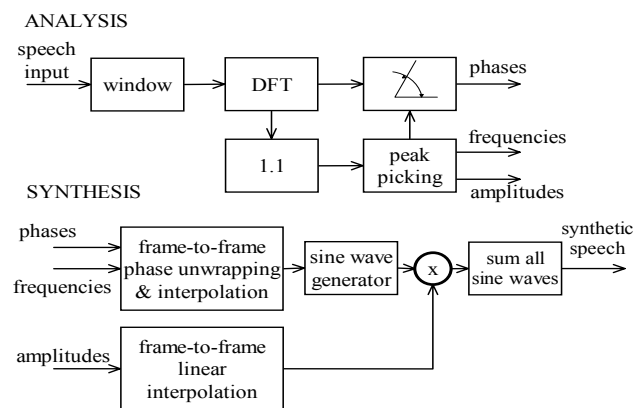 ANALYSIS
speech
input
window
DFT
phases
1.1
peak
picking
frequencies
amplitudes
SYNTHESIS
phases
frequencies
frame-to-frame
phase unwrapping
& interpolation
sine wave
generator
x
sum all
sine waves
synthetic
speech
amplitudes
frame-to-frame
linear
interpolation